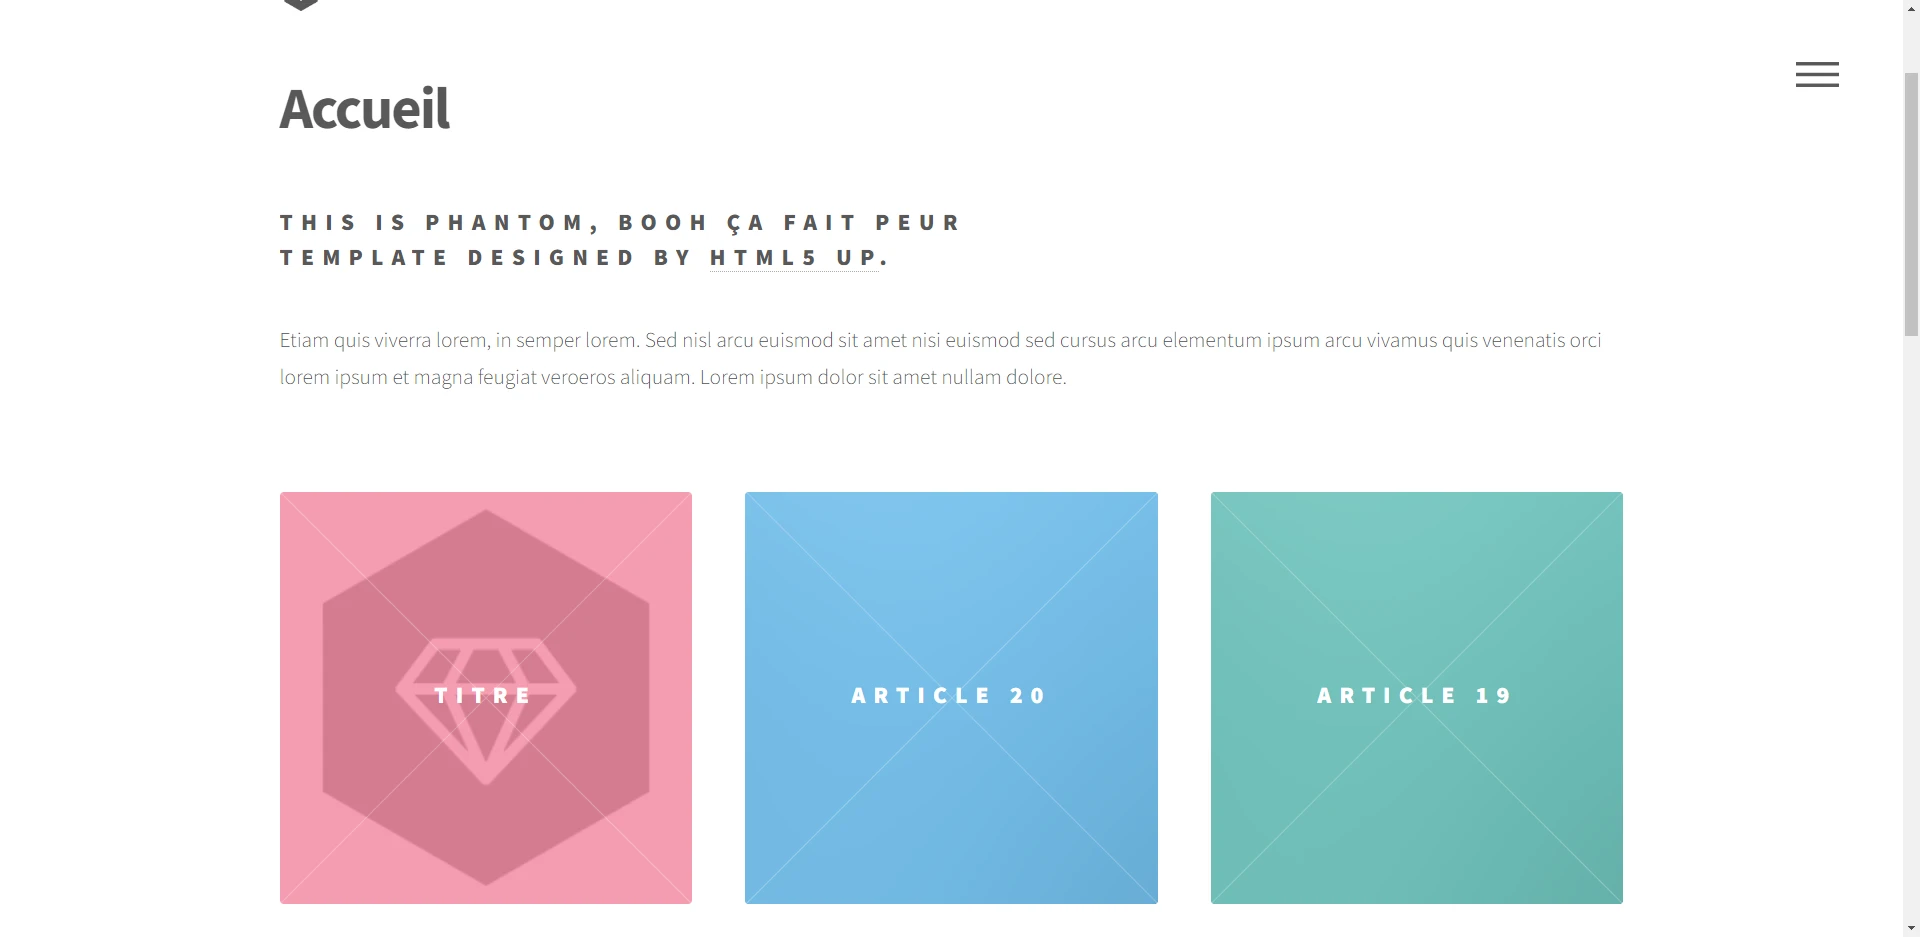 Accueil
THIS IS PHANTOM, BOOH ÇA FAIT PEUR
TEMPLATE DESIGNED BY HTML5 UP.
Etiam quis viverra lorem, in semper lorem. Sed nisl arcu euismod sit amet nisi euismod sed cursus arcu elementum ipsum arcu vivamus quis venenatis orci
lorem ipsum et magna feugiat veroeros aliquam. Lorem ipsum dolor sit amet nullam dolore.
TITRE
ARTICLE 20
ARTICLE 19